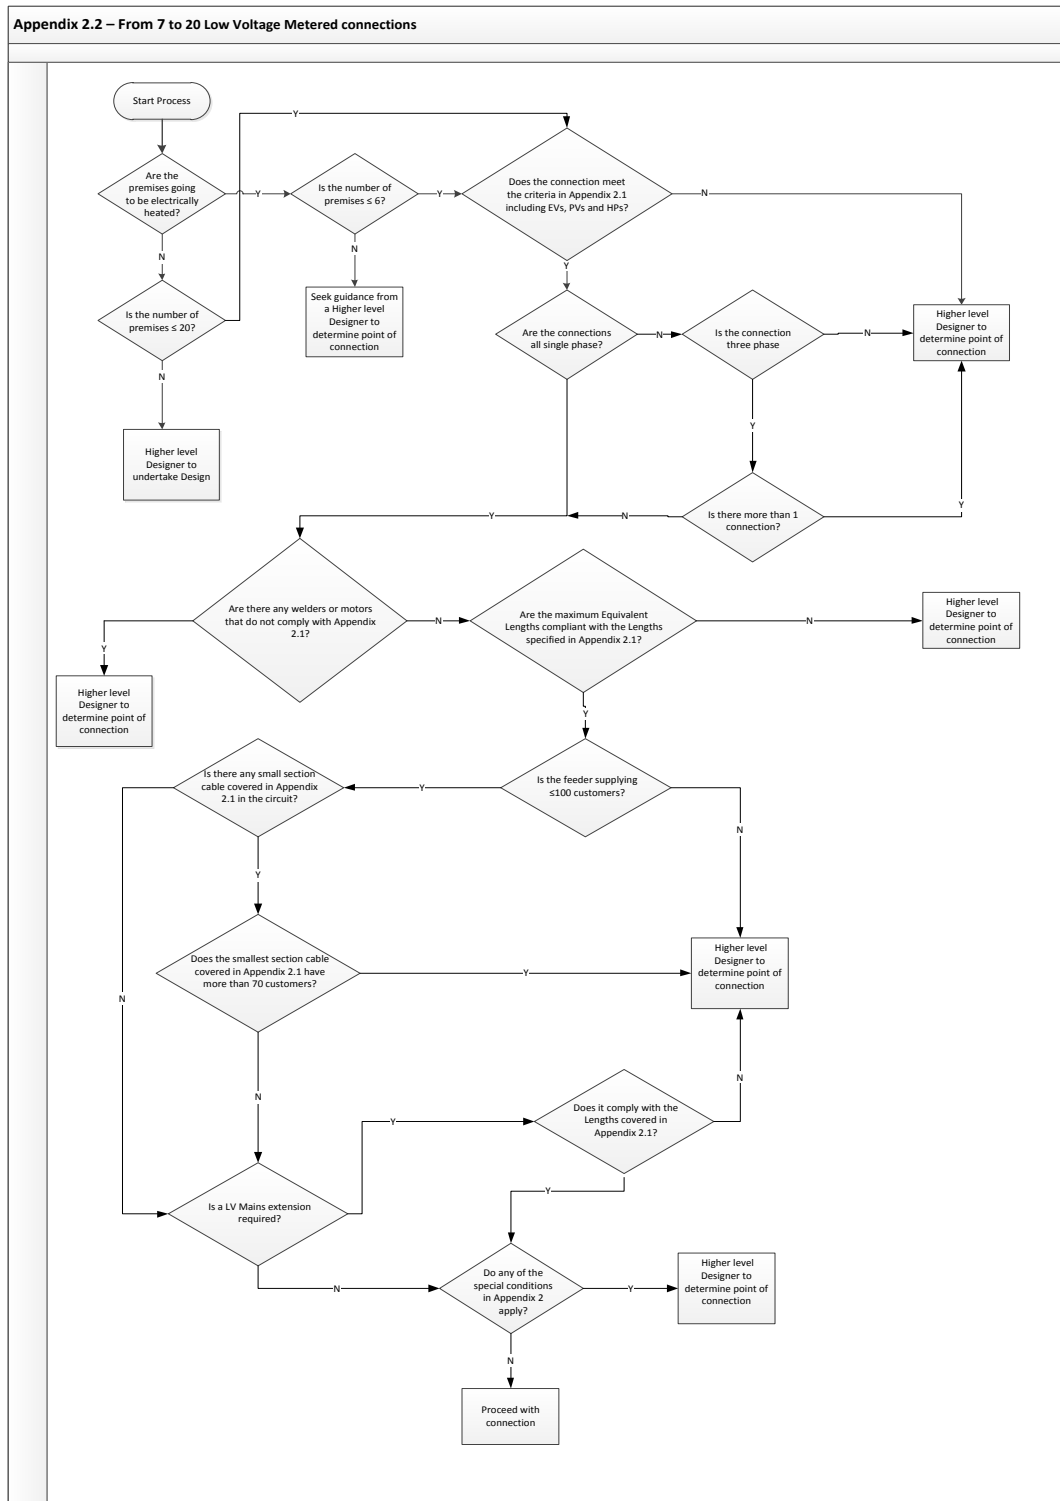 Appendix 2.2 – From 7 to 20 Low Voltage Metered connections
Start Process
Y
Are the
premises going
to be electrically
heated?
Y
Is the number of
premises ≤ 6?
Y
Does the connection meet
the criteria in Appendix 2.1
including EVs, PVs and HPs?
N
N
N
Y
Is the number of
premises ≤ 20?
Seek guidance from
a Higher level
Designer to
determine point of
connection
Are the connections
all single phase?
N
Is the connection
three phase
N
Higher level
Designer to
determine point of
connection
N
Y
Higher level
Designer to
undertake Design
Y
N
Is there more than 1
connection?
Y
Are there any welders or motors
that do not comply with Appendix
2.1?
N
Are the maximum Equivalent
Lengths compliant with the Lengths
specified in Appendix 2.1?
N
Higher level
Designer to
determine point of
connection
Y
Higher level
Designer to
determine point of
connection
Y
Is there any small section
cable covered in Appendix
2.1 in the circuit?
Y
Is the feeder supplying
≤100 customers?
N
Y
Does the smallest section cable
covered in Appendix 2.1 have
more than 70 customers?
Y
Higher level
Designer to
determine point of
connection
N
N
N
Does it comply with the
Lengths covered in
Appendix 2.1?
Y
Is a LV Mains extension
required?
Y
N
Do any of the
special conditions
in Appendix 2
apply?
Y
Higher level
Designer to
determine point of
connection
N
Proceed with
connection